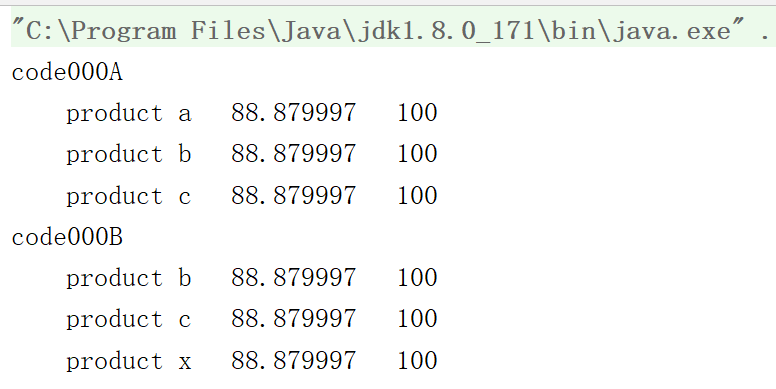 "C:\Program Files\Java\jdk1.8.0_171\bin\java.exe" .
code000A
    product a   88.879997   100
    product b   88.879997   100
    product c   88.879997   100
code000B
    product b   88.879997   100
    product c   88.879997   100
    product x   88.879997   100